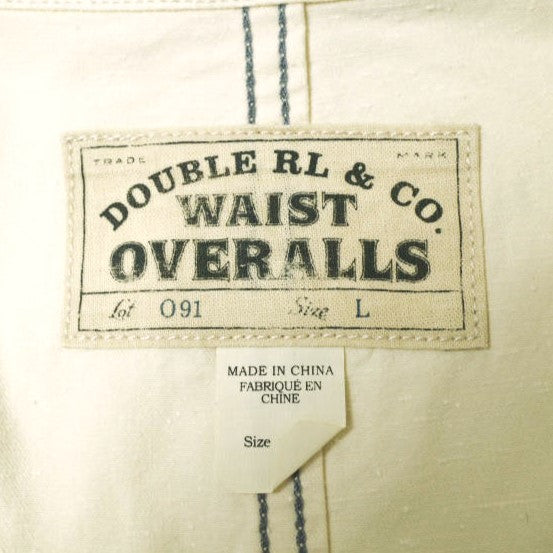 TRADE MARK
DOUBLE RL & CO.
WAIST
OVERALLS
lot 091 Size L
MADE IN CHINA
FABRIQUÉ EN
CHINE
Size